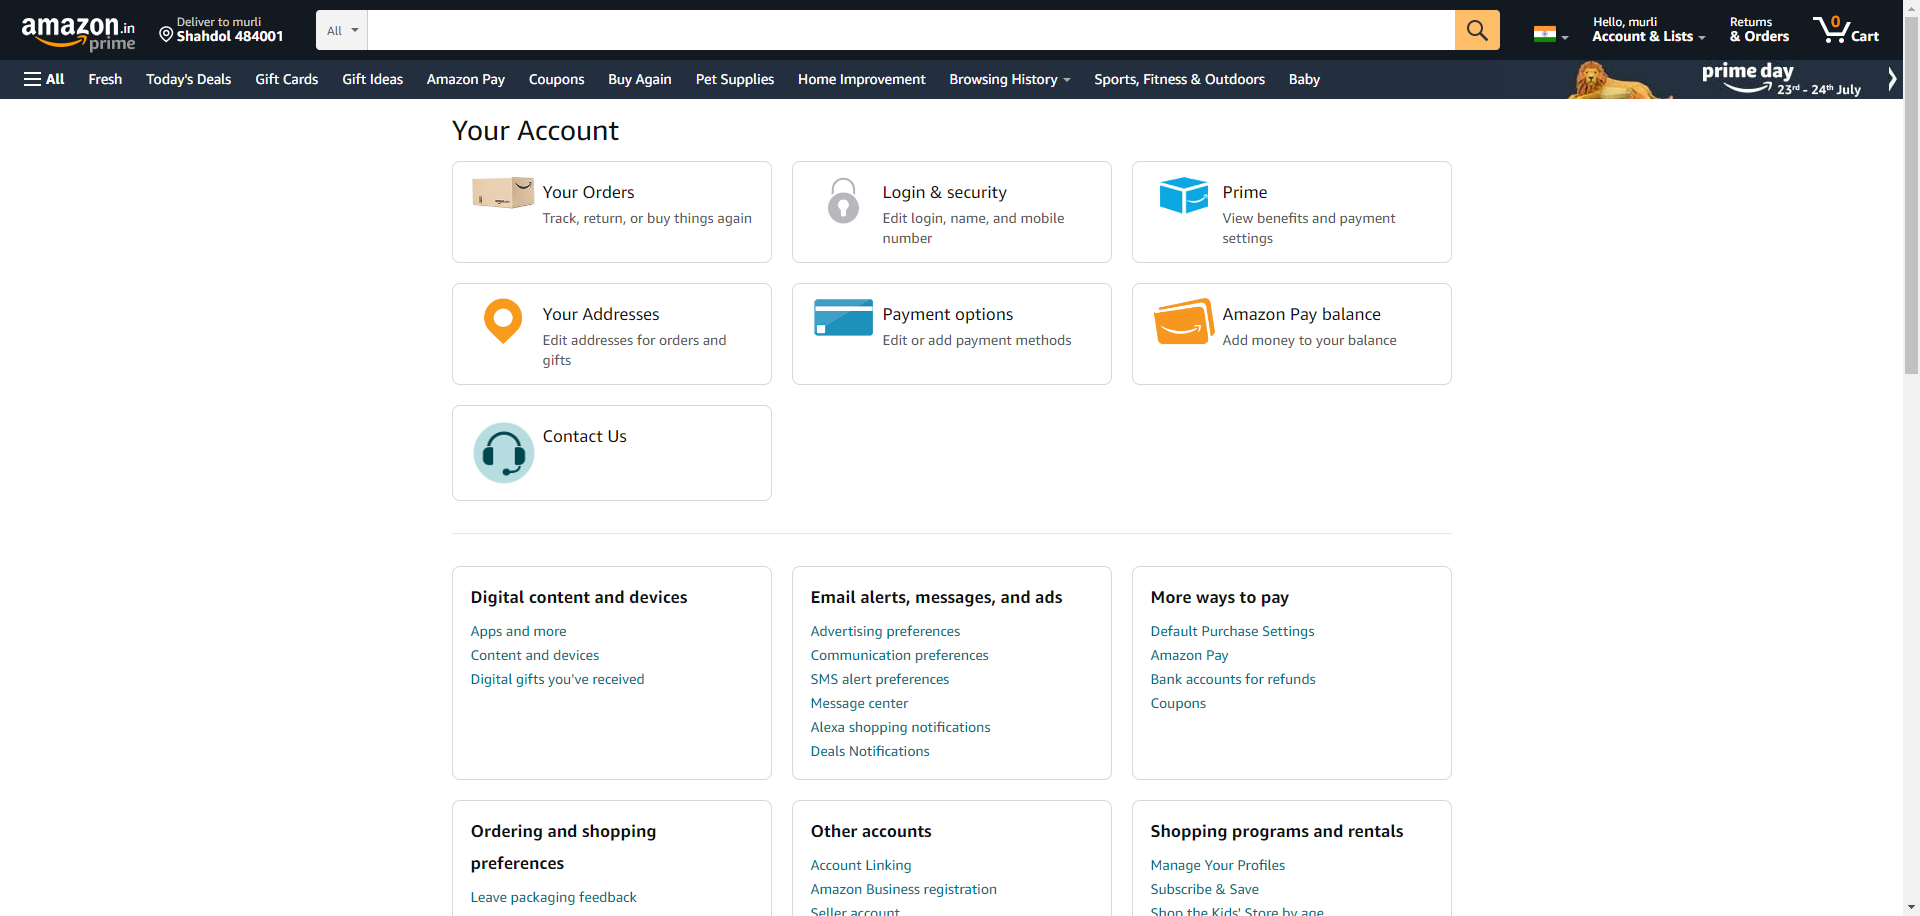 amazon.in
prime
Deliver to murli
Shahdol 484001
All
Hello, murli
Account & Lists
Returns
& Orders
0
Cart
All
Fresh
Today's Deals
Gift Cards
Gift Ideas
Amazon Pay
Coupons
Buy Again
Pet Supplies
Home Improvement
Browsing History
Sports, Fitness & Outdoors
Baby
prime day
23rd - 24th July
Your Account
Your Orders
Track, return, or buy things again
Login & security
Edit login, name, and mobile
number
Prime
View benefits and payment
settings
Your Addresses
Edit addresses for orders and
gifts
Payment options
Edit or add payment methods
Amazon Pay balance
Add money to your balance
Contact Us
Digital content and devices
Apps and more
Content and devices
Digital gifts you've received
Email alerts, messages, and ads
Advertising preferences
Communication preferences
SMS alert preferences
Message center
Alexa shopping notifications
Deals Notifications
More ways to pay
Default Purchase Settings
Amazon Pay
Bank accounts for refunds
Coupons
Ordering and shopping
preferences
Leave packaging feedback
Other accounts
Account Linking
Amazon Business registration
Seller account
Shopping programs and rentals
Manage Your Profiles
Subscribe & Save
Shop the Kids' Store by age